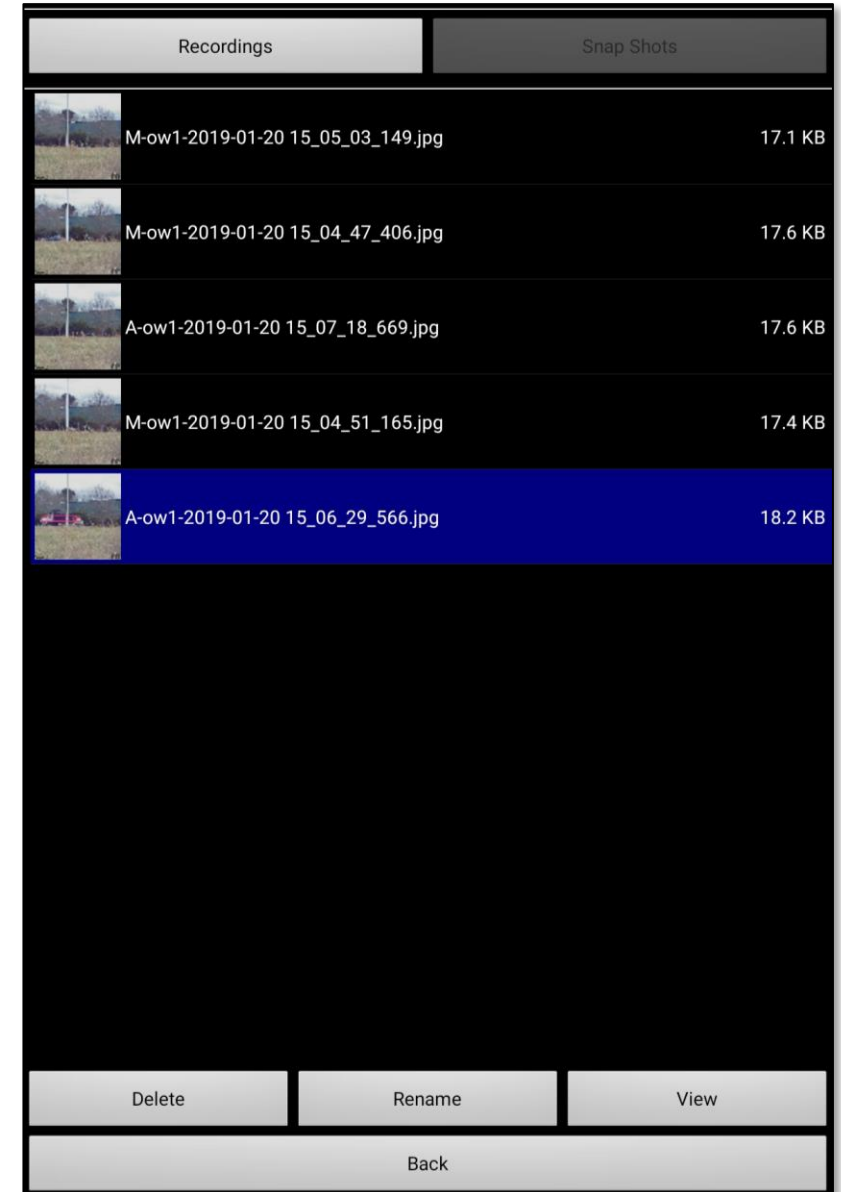 Recordings Snap Shots
M-ow1-2019-01-20 15_05_03_149.jpg 17.1 KB
M-ow1-2019-01-20 15_04_47_406.jpg 17.6 KB
A-ow1-2019-01-20 15_07_18_669.jpg 17.6 KB
M-ow1-2019-01-20 15_04_51_165.jpg 17.4 KB
A-ow1-2019-01-20 15_06_29_566.jpg 18.2 KB
Delete Rename View
Back